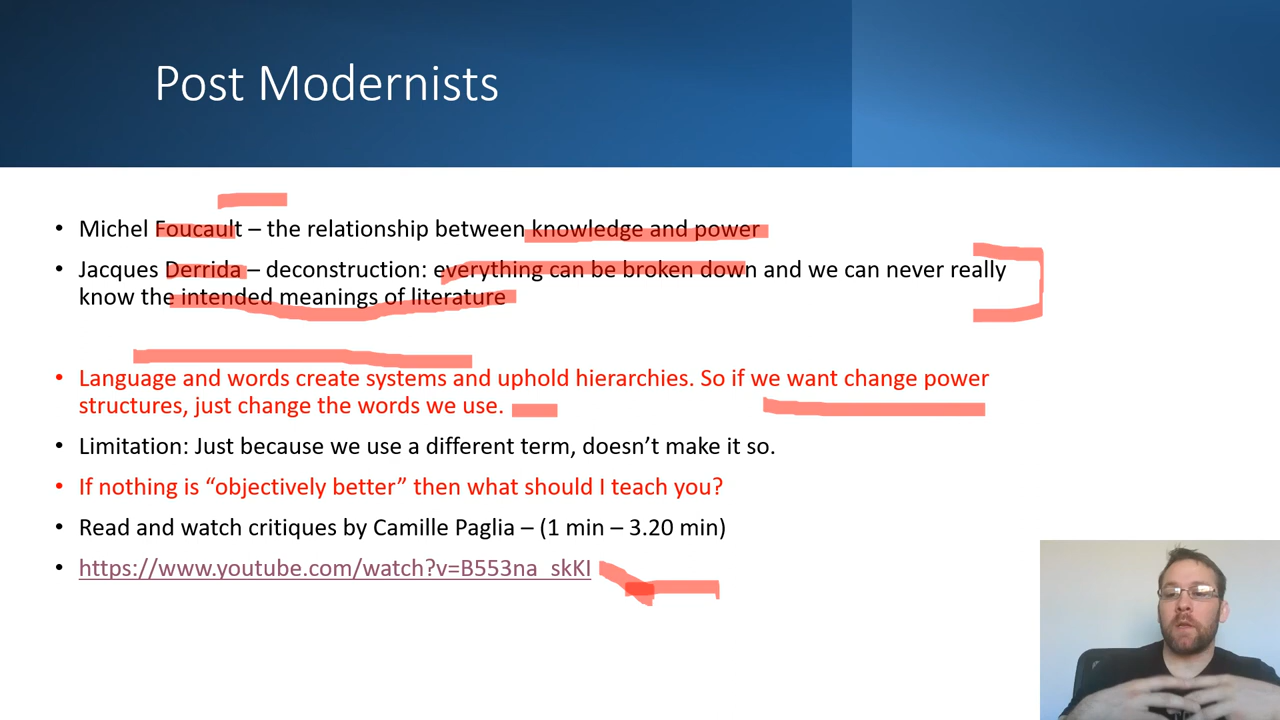 Post Modernists
• Michel Foucault – the relationship between knowledge and power
• Jacques Derrida – deconstruction: everything can be broken down and we can never really
know the intended meanings of literature
• Language and words create systems and uphold hierarchies. So if we want change power
structures, just change the words we use.
• Limitation: Just because we use a different term, doesn’t make it so.
• If nothing is “objectively better” then what should I teach you?
• Read and watch critiques by Camille Paglia – (1 min – 3.20 min)
• https://www.youtube.com/watch?v=B553na_skKI